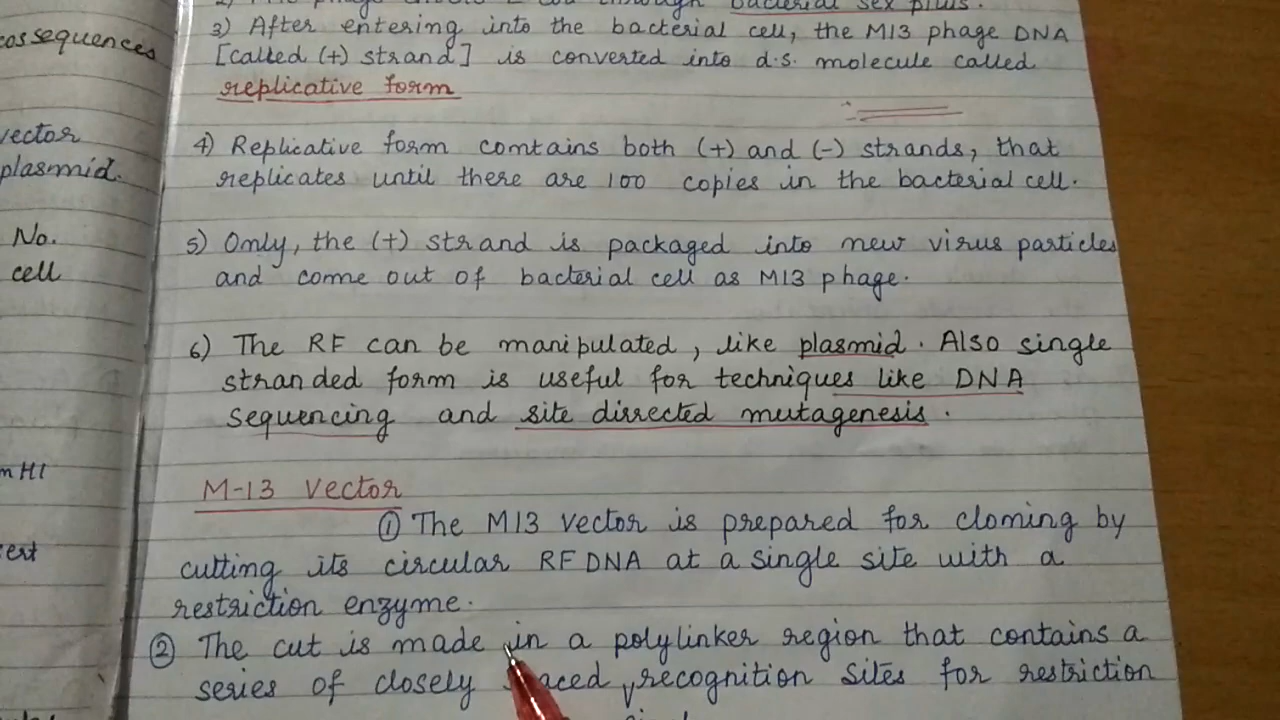 cos sequences
vector
plasmid.
No.
cell
m H1
bacterial sex pilus.
3) After entering into the bacterial cell, the M13 phage DNA
[called (+) strand] is converted into d.s. molecule called
replicative form
4) Replicative form contains both (+) and (-) strands, that
replicates until there are 100 copies in the bacterial cell.
5) Only, the (+) strand is packaged into new virus particles
and come out of bacterial cell as M13 phage.
6) The RF can be manipulated, like plasmid. Also single
stranded form is useful for techniques like DNA
sequencing and site dirrected mutagenesis.
M-13 Vector
① The M13 vector is prepared for cloming by
cutting its circular RF DNA at a single site with a
restriction enzyme.
② The cut is made in a polylinker region that contains a
series of closely recognition sites for restriction